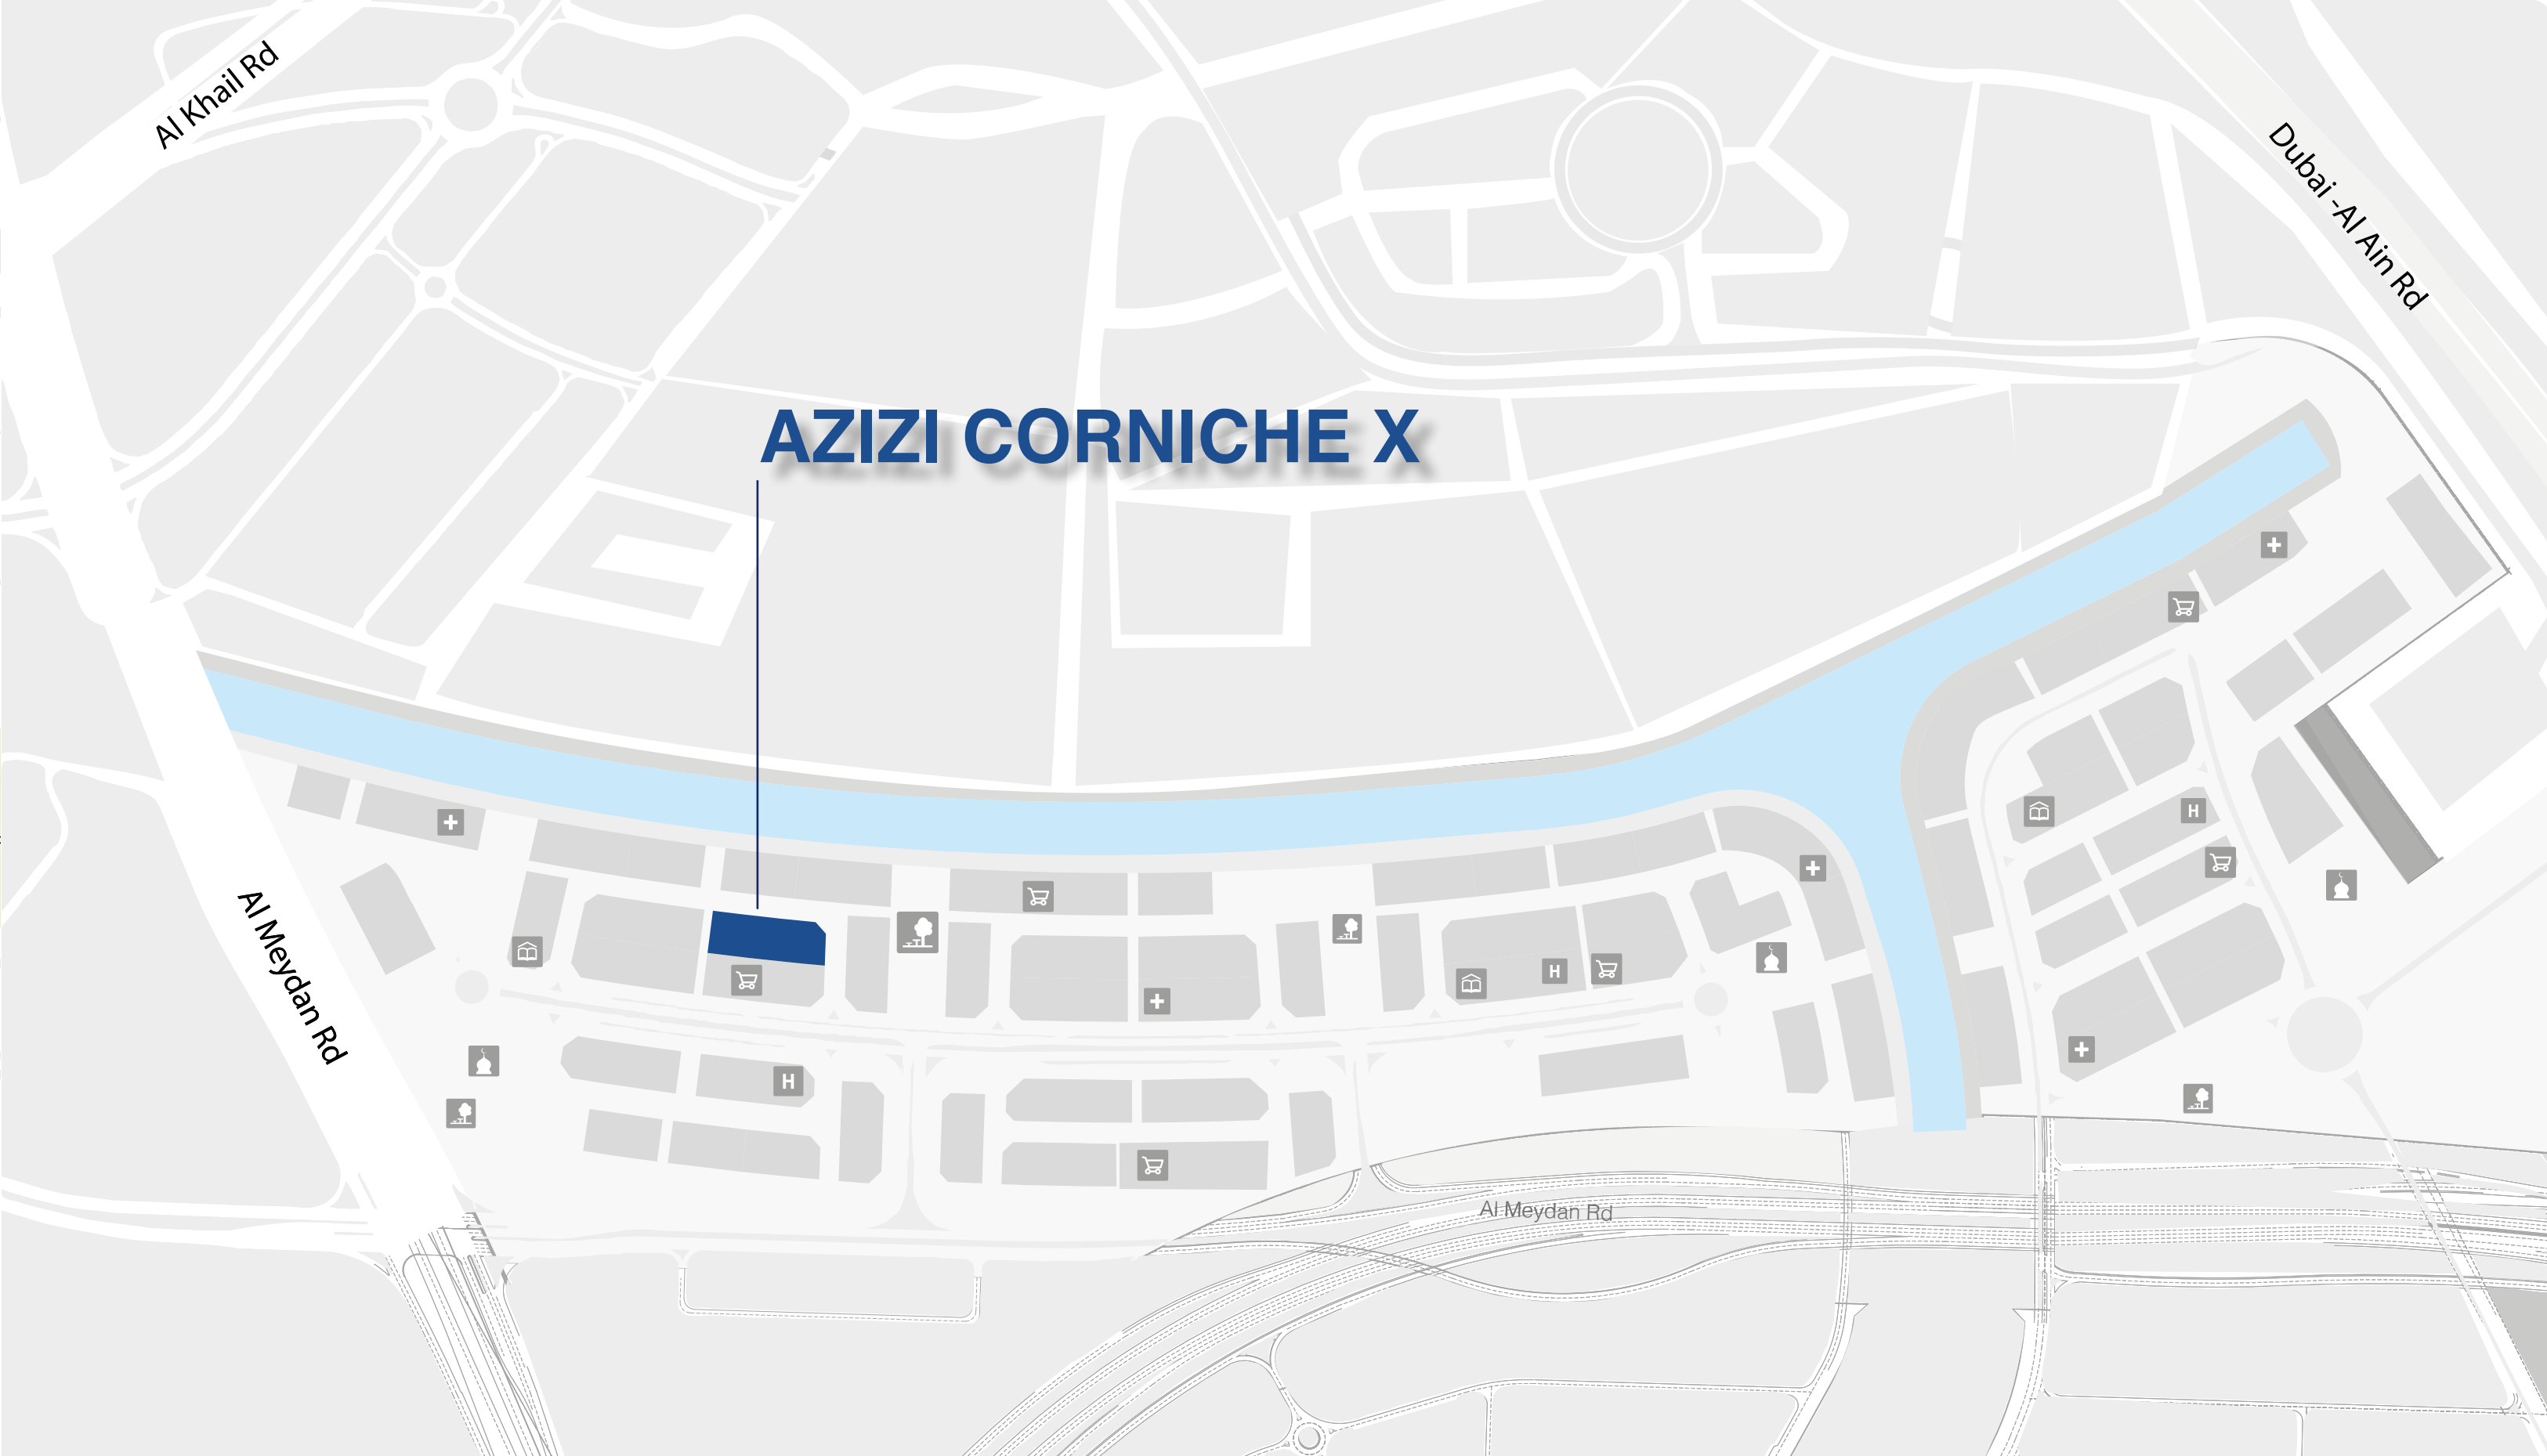 Al Khail Rd
Dubai -Al Ain Rd
AZIZI CORNICHE X
Al Meydan Rd
H
H
H
Al Meydan Rd